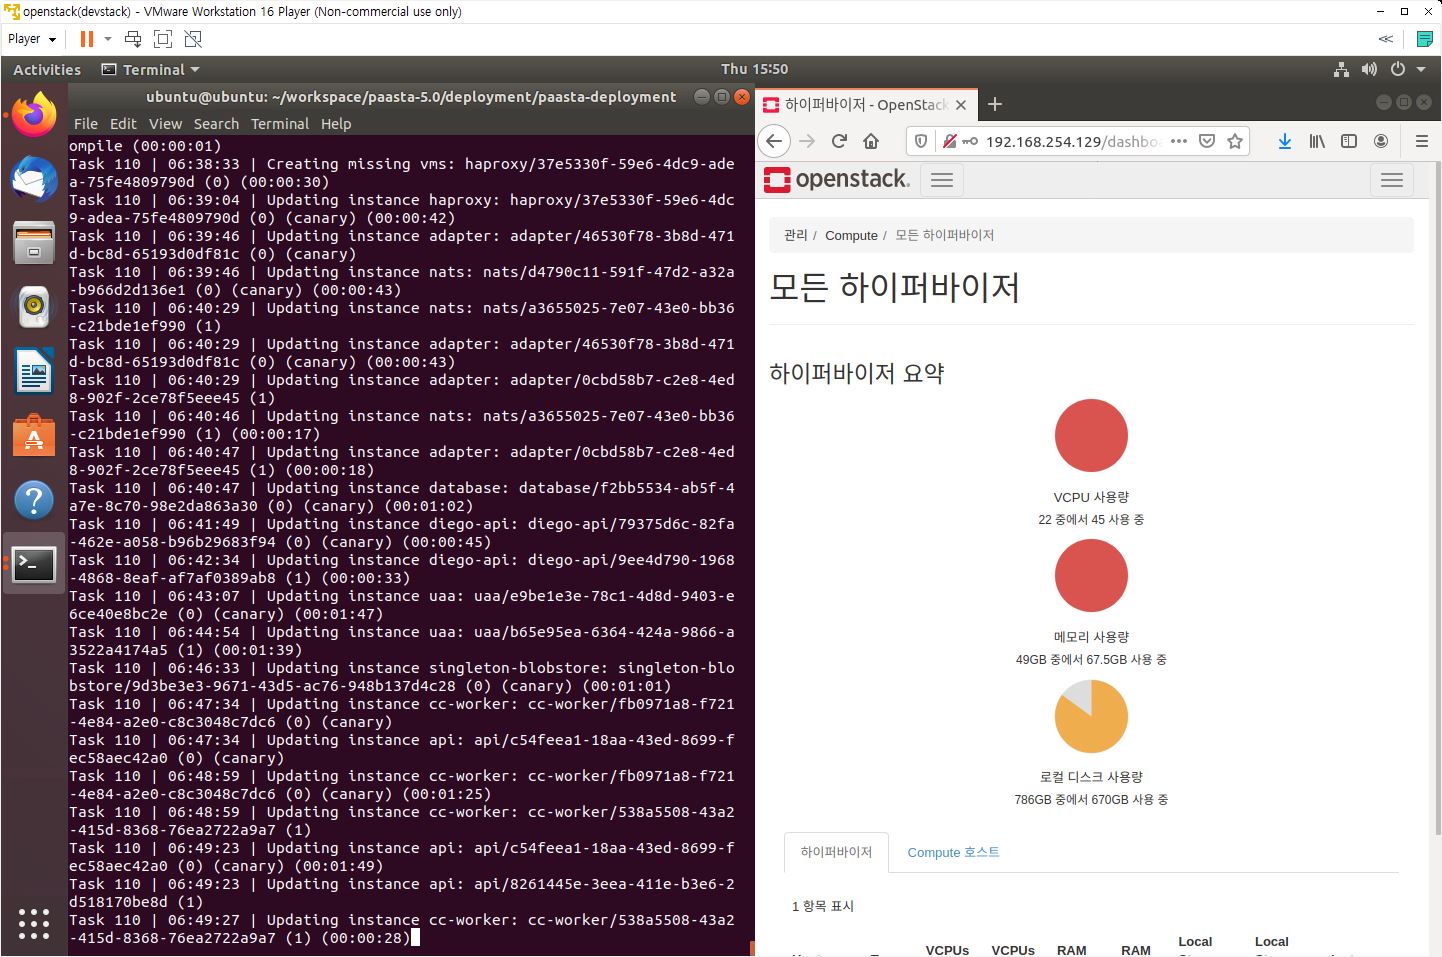 openstack(devstack) - VMware Workstation 16 Player (Non-commercial use only)
Player
Activities
Terminal
Thu 15:50
ubuntu@ubuntu: ~/workspace/paasta-5.0/deployment/paasta-deployment
File Edit View Search Terminal Help
ompile (00:00:01)
Task 110 | 06:38:33 | Creating missing vms: haproxy/37e5330f-59e6-4dc9-ade
a-75fe4809790d (0) (00:00:30)
Task 110 | 06:39:04 | Updating instance haproxy: haproxy/37e5330f-59e6-4dc
9-adea-75fe4809790d (0) (canary) (00:00:42)
Task 110 | 06:39:46 | Updating instance adapter: adapter/46530f78-3b8d-471
d-bc8d-65193d0df81c (0) (canary)
Task 110 | 06:39:46 | Updating instance nats: nats/d4790c11-591f-47d2-a32a
-b966d2d136e1 (0) (canary) (00:00:43)
Task 110 | 06:40:29 | Updating instance nats: nats/a3655025-7e07-43e0-bb36
-c21bde1ef990 (1)
Task 110 | 06:40:29 | Updating instance adapter: adapter/46530f78-3b8d-471
d-bc8d-65193d0df81c (0) (canary) (00:00:43)
Task 110 | 06:40:29 | Updating instance adapter: adapter/0cbd58b7-c2e8-4ed
8-902f-2ce78f5eee45 (1)
Task 110 | 06:40:46 | Updating instance nats: nats/a3655025-7e07-43e0-bb36
-c21bde1ef990 (1) (00:00:17)
Task 110 | 06:40:47 | Updating instance adapter: adapter/0cbd58b7-c2e8-4ed
8-902f-2ce78f5eee45 (1) (00:00:18)
Task 110 | 06:40:47 | Updating instance database: database/f2bb5534-ab5f-4
a7e-8c70-98e2da863a30 (0) (canary) (00:01:02)
Task 110 | 06:41:49 | Updating instance diego-api: diego-api/79375d6c-82fa
-462e-a058-b96b29683f94 (0) (canary) (00:00:45)
Task 110 | 06:42:34 | Updating instance diego-api: diego-api/9ee4d790-1968
-4868-8eaf-af7af0389ab8 (1) (00:00:33)
Task 110 | 06:43:07 | Updating instance uaa: uaa/e9be1e3e-78c1-4d8d-9403-e
6ce40e8bc2e (0) (canary) (00:01:47)
Task 110 | 06:44:54 | Updating instance uaa: uaa/b65e95ea-6364-424a-9866-a
3522a4174a5 (1) (00:01:39)
Task 110 | 06:46:33 | Updating instance singleton-blobstore: singleton-blo
bstore/9d3be3e3-9671-43d5-ac76-948b137d4c28 (0) (canary) (00:01:01)
Task 110 | 06:47:34 | Updating instance cc-worker: cc-worker/fb0971a8-f721
-4e84-a2e0-c8c3048c7dc6 (0) (canary)
Task 110 | 06:47:34 | Updating instance api: api/c54feea1-18aa-43ed-8699-f
ec58aec42a0 (0) (canary)
Task 110 | 06:48:59 | Updating instance cc-worker: cc-worker/fb0971a8-f721
-4e84-a2e0-c8c3048c7dc6 (0) (canary) (00:01:25)
Task 110 | 06:48:59 | Updating instance cc-worker: cc-worker/538a5508-43a2
-415d-8368-76ea2722a9a7 (1)
Task 110 | 06:49:23 | Updating instance api: api/c54feea1-18aa-43ed-8699-f
ec58aec42a0 (0) (canary) (00:01:49)
Task 110 | 06:49:23 | Updating instance api: api/8261445e-3eea-411e-b3e6-2
d518170be8d (1)
Task 110 | 06:49:27 | Updating instance cc-worker: cc-worker/538a5508-43a2
-415d-8368-76ea2722a9a7 (1) (00:00:28)
하이퍼바이저 - OpenStack
192.168.254.129/dashbo
openstack.
관리 / Compute / 모든 하이퍼바이저
모든 하이퍼바이저
하이퍼바이저 요약
VCPU 사용량
22 중에서 45 사용 중
메모리 사용량
49GB 중에서 67.5GB 사용 중
로컬 디스크 사용량
786GB 중에서 670GB 사용 중
하이퍼바이저
Compute 호스트
1 항목 표시
VCPUs VCPUs RAM RAM Local Local